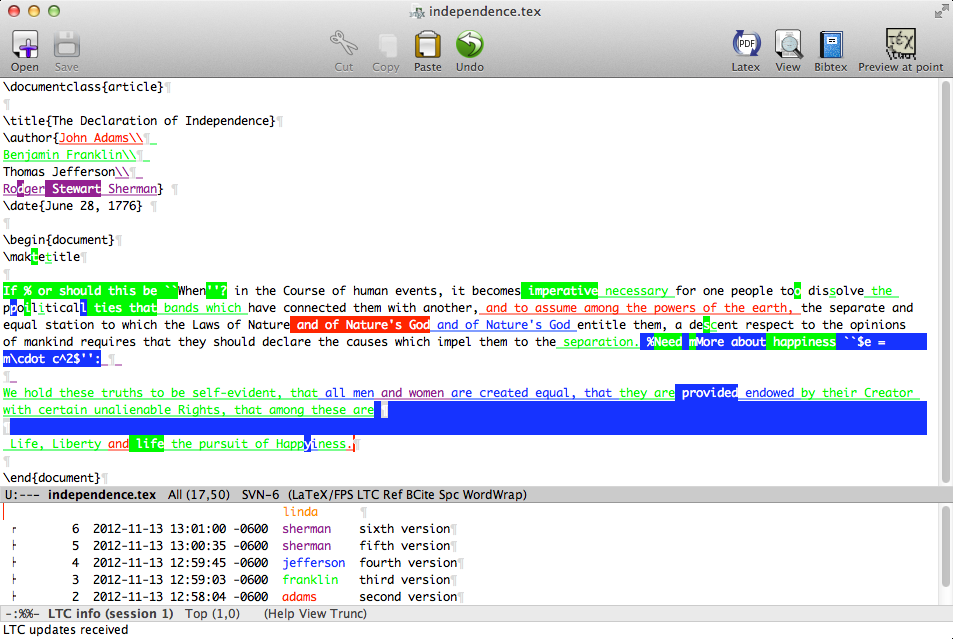 independence.tex
Open Save Cut Copy Paste Undo PDF Latex View Bibtex Preview at point
\documentclass{article}¶
¶
\title{The Declaration of Independence}¶
\author{John Adams\\¶
Benjamin Franklin\\¶
Thomas Jefferson\\¶
Rodger Stewart Sherman} ¶
\date{June 28, 1776} ¶
¶
\begin{document}¶
\maktetitle¶
¶
If % or should this be ``When''? in the Course of human events, it becomes imperative necessary for one people too dissolve the
ppotliticall ties that bands which have connected them with another, and to assume among the powers of the earth, the separate and
equal station to which the Laws of Nature and of Nature's God and of Nature's God entitle them, a descent respect to the opinions
of mankind requires that they should declare the causes which impel them to the separation. %Need mMore about happiness ``$e =
m\cdot c^2$'':¶
¶
We hold these truths to be self-evident, that all men and women are created equal, that they are provided endowed by their Creator
with certain unalienable Rights, that among these are ¶
¶
Life, Liberty and life the pursuit of Happyiness.¶
¶
\end{document}¶
U:--- independence.tex All (17,50) SVN-6 (LaTeX/FPS LTC Ref BCite Spc WordWrap)
linda ¶
6 2012-11-13 13:01:00 -0600 sherman sixth version¶
5 2012-11-13 13:00:35 -0600 sherman fifth version¶
4 2012-11-13 12:59:45 -0600 jefferson fourth version¶
3 2012-11-13 12:59:03 -0600 franklin third version¶
2 2012-11-13 12:58:04 -0600 adams second version¶
-:%%- LTC info (session 1) Top (1,0) (Help View Trunc)
LTC updates received